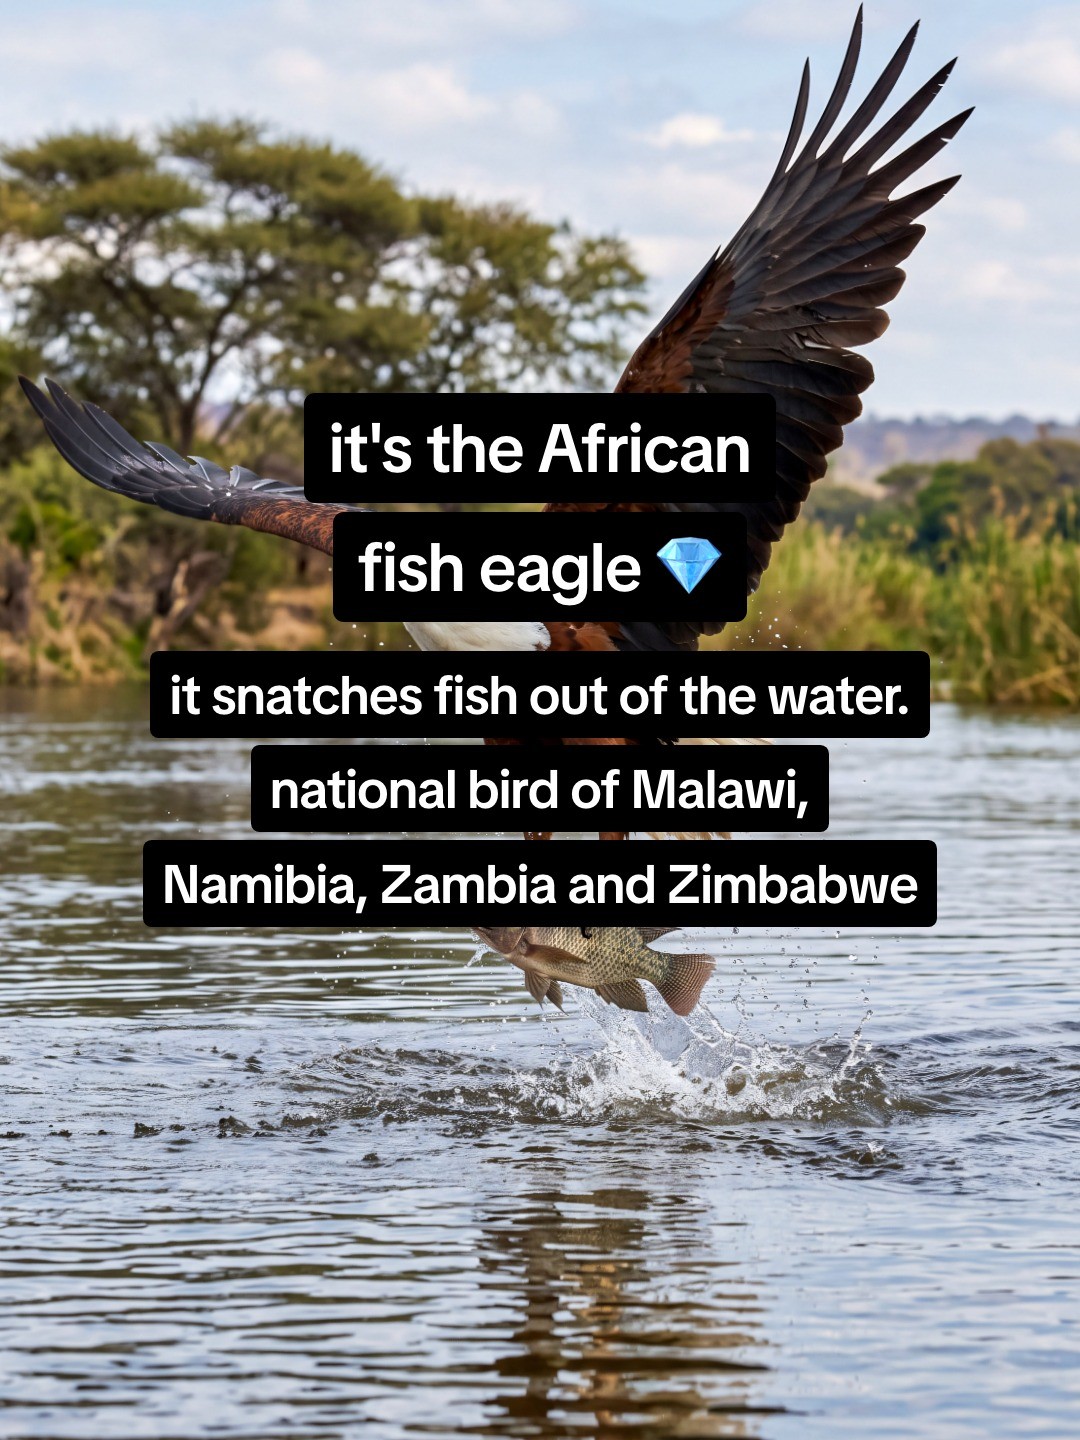 it's the African
fish eagle 💎
it snatches fish out of the water.
national bird of Malawi,
Namibia, Zambia and Zimbabwe